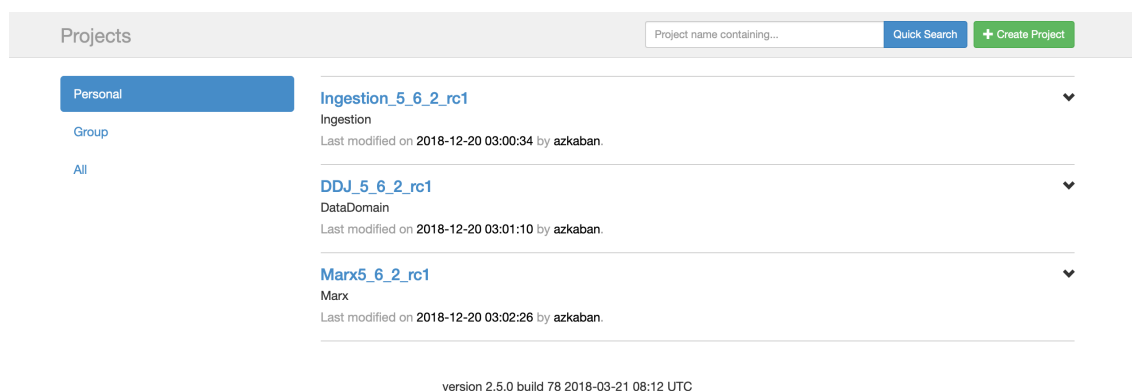 Projects
Project name containing...
Quick Search
+ Create Project
Personal
Group
All
Ingestion_5_6_2_rc1
Ingestion
Last modified on 2018-12-20 03:00:34 by azkaban.
DDJ_5_6_2_rc1
DataDomain
Last modified on 2018-12-20 03:01:10 by azkaban.
Marx5_6_2_rc1
Marx
Last modified on 2018-12-20 03:02:26 by azkaban.
version 2.5.0 build 78 2018-03-21 08:12 UTC